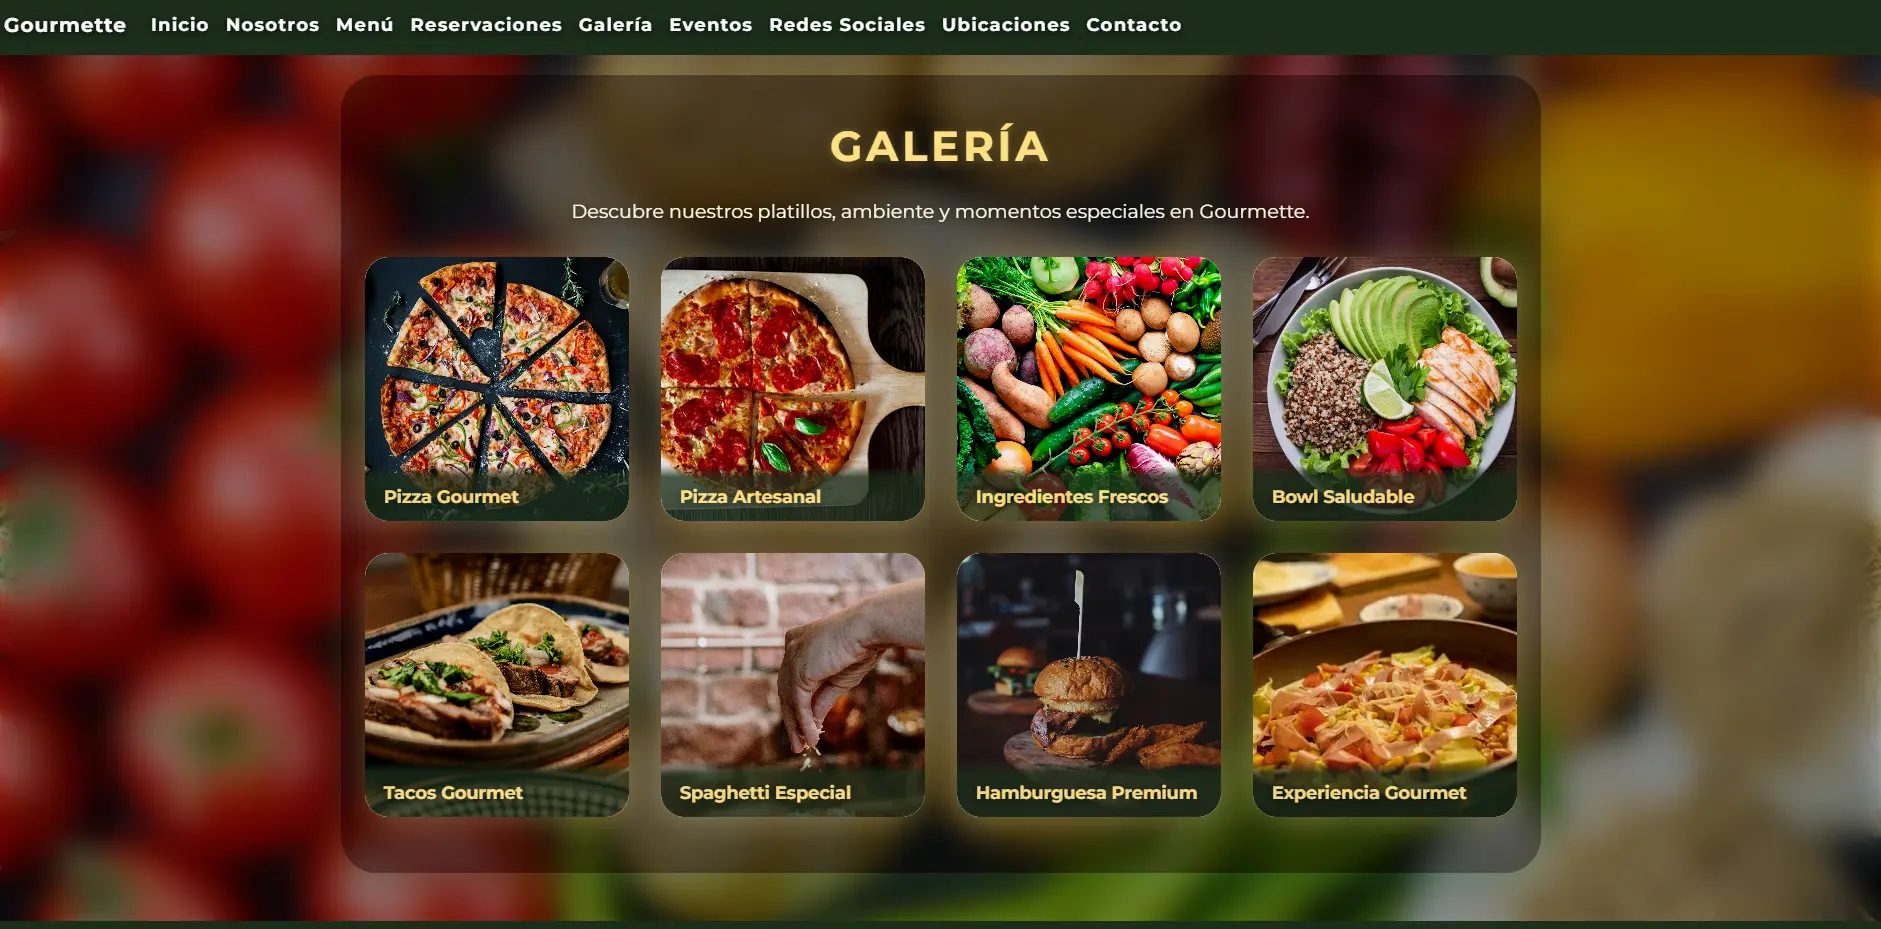 Gourmette Inicio Nosotros Menú Reservaciones Galería Eventos Redes Sociales Ubicaciones Contacto
GALERÍA
Descubre nuestros platillos, ambiente y momentos especiales en Gourmette.
Pizza Gourmet
Pizza Artesanal
Ingredientes Frescos
Bowl Saludable
Tacos Gourmet
Spaghetti Especial
Hamburguesa Premium
Experiencia Gourmet